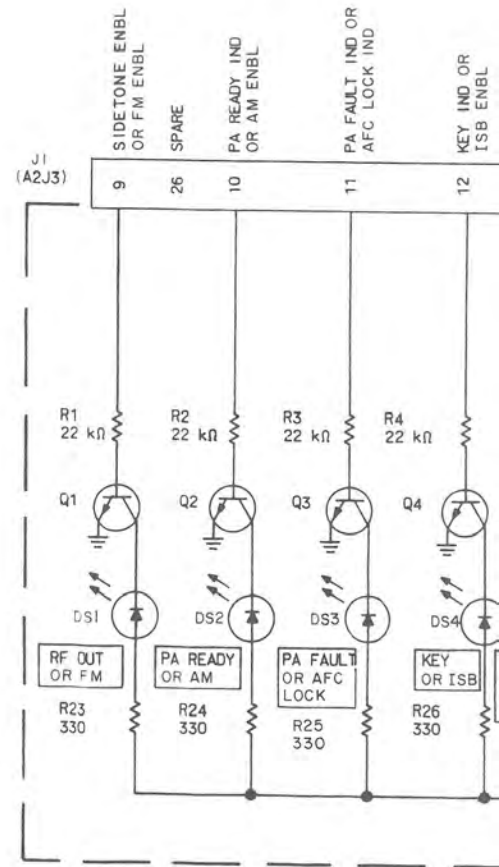 SIDETONE ENBL
OR FM ENBL
SPARE
PA READY IND
OR AM ENBL
PA FAULT IND OR
AFC LOCK IND
KEY IND OR
ISB ENBL
J1
(A2J3)
9
26
10
11
12
R1
22 kΩ
R2
22 kΩ
R3
22 kΩ
R4
22 kΩ
Q1
Q2
Q3
Q4
DS1
DS2
DS3
DS4
RF OUT
OR FM
PA READY
OR AM
PA FAULT
OR AFC
LOCK
KEY
OR ISB
R23
330
R24
330
R25
330
R26
330